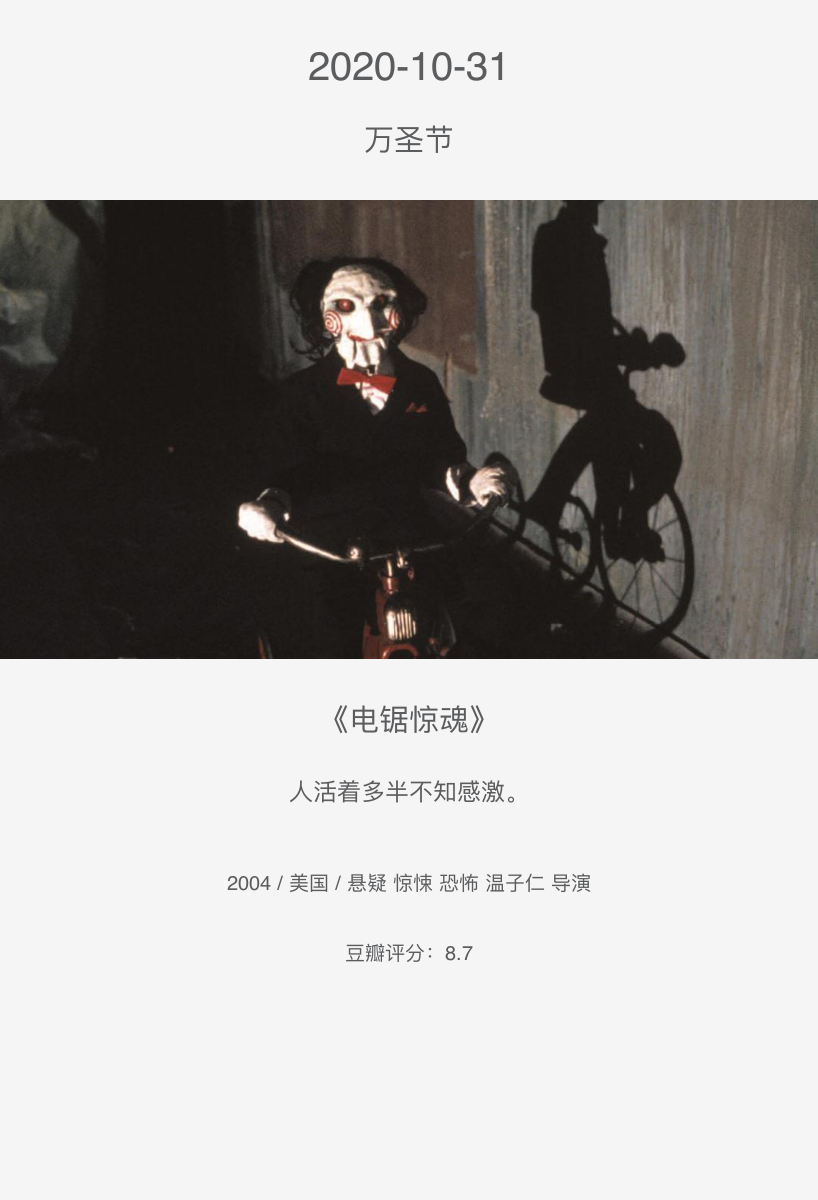 2020-10-31
万圣节
《电锯惊魂》
人活着多半不知感激。
2004 / 美国 / 悬疑 惊悚 恐怖 温子仁 导演
豆瓣评分：8.7